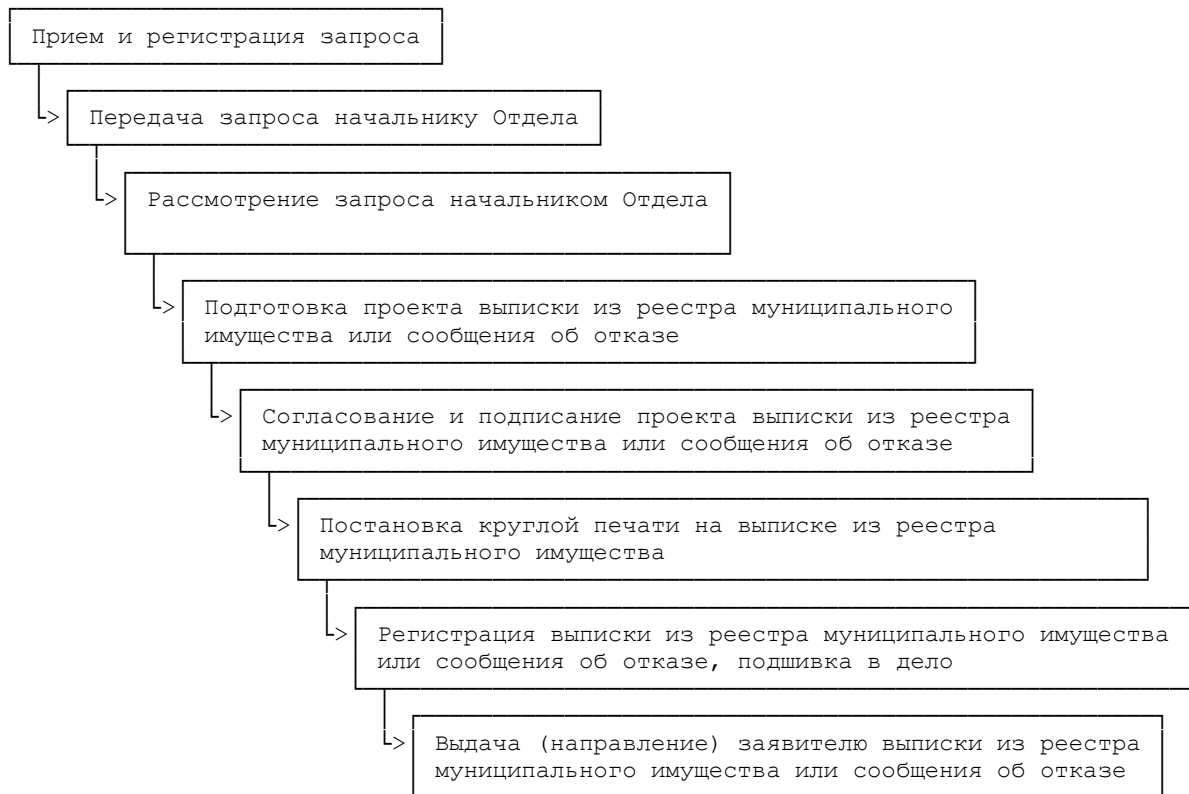 Прием и регистрация запроса
Передача запроса начальнику Отдела
Рассмотрение запроса начальником Отдела
Подготовка проекта выписки из реестра муниципального
имущества или сообщения об отказе
Согласование и подписание проекта выписки из реестра
муниципального имущества или сообщения об отказе
Постановка круглой печати на выписке из реестра
муниципального имущества
Регистрация выписки из реестра муниципального имущества
или сообщения об отказе, подшивка в дело
Выдача (направление) заявителю выписки из реестра
муниципального имущества или сообщения об отказе